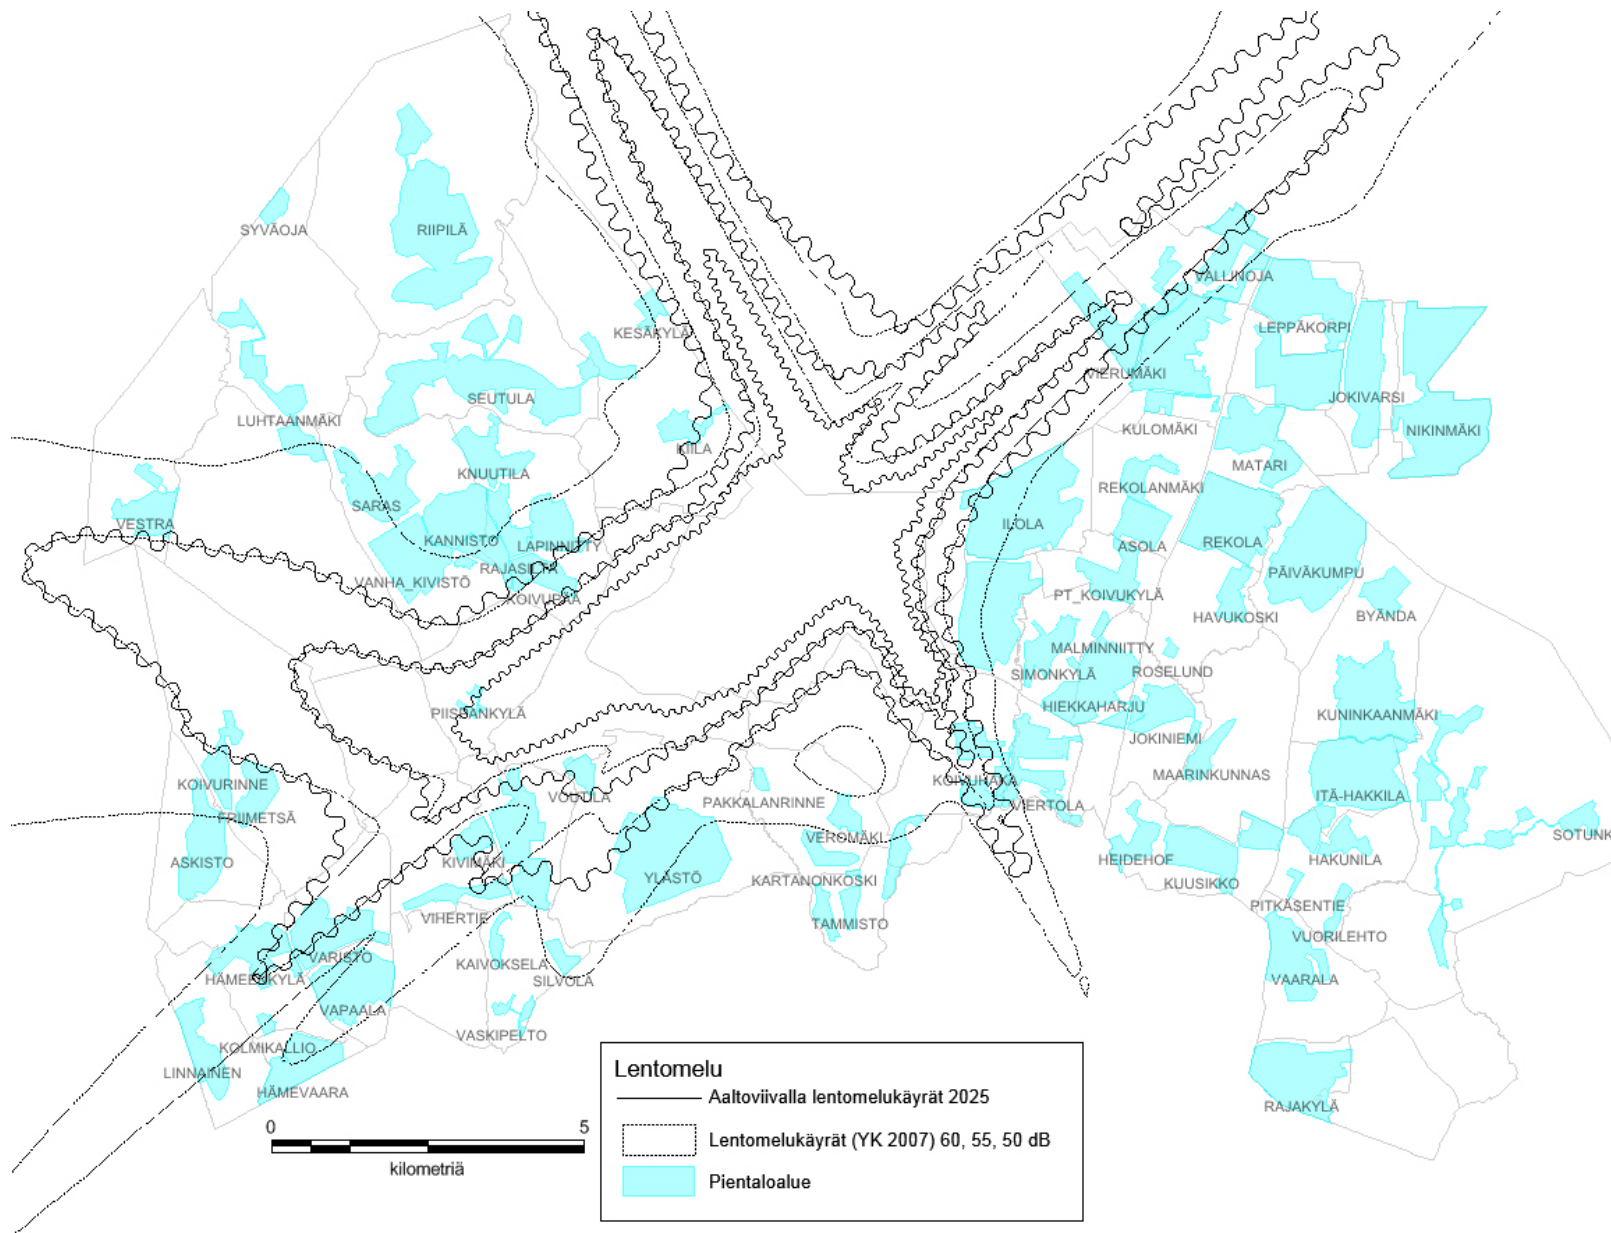 SYVÄOJA
RIIPILÄ
VALLINOJA
KESÄKYLÄ
LEPPÄKORPI
VIERUMÄKI
SEUTULA
JOKIVARSI
LUHTAANMÄKI
KULOMÄKI
NIKINMÄKI
KIILA
KNUUTILA
MATARI
REKOLANMÄKI
SARAS
VESTRA
ILOLA
KANNISTO
LAPINNIITTY
ASOLA
REKOLA
RAJASILTA
PÄIVÄKUMPU
VANHA_KIVISTÖ
KOIVUPÄÄ
PT_KOIVUKYLÄ
HAVUKOSKI
BYÄNDA
MALMINNIITTY
SIMONKYLÄ
ROSELUND
HIEKKAHARJU
PIISPANKYLÄ
KUNINKAANMÄKI
JOKINIEMI
MAARINKUNNAS
KOIVURINNE
KOIVUHAKA
VOUTILA
PAKKALANRINNE
VIERTOLA
ITÄ-HAKKILA
FRIIMETSÄ
VEROMÄKI
SOTUNK
ASKISTO
KIVIMÄKI
HEIDEHOF
HAKUNILA
YLÄSTÖ
KARTANONKOSKI
KUUSIKKO
PITKÄSENTIE
VIHERTIE
TAMMISTO
VUORILEHTO
VARISTO
KAIVOKSELA
HÄMEENKYLÄ
SILVOLA
VAARALA
VAPAALA
VASKIPELTO
KOLMIKALLIO
LINNAINEN
HÄMEVAARA
RAJAKYLÄ
0 5
kilometriä
Lentomelu
Aaltoviivalla lentomelukäyrät 2025
Lentomelukäyrät (YK 2007) 60, 55, 50 dB
Pientaloalue